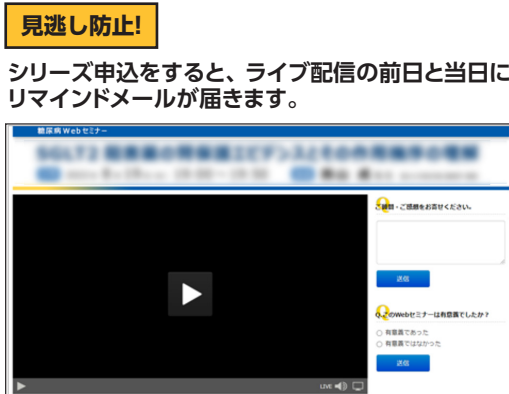 見逃し防止!
シリーズ申込をすると、ライブ配信の前日と当日に
リマインドメールが届きます。
糖尿病Webセミナー
ご質問・ご感想をお寄せください。
送信
Q.このWebセミナーは有意義でしたか？
有意義であった
有意義ではなかった
送信
LIVE